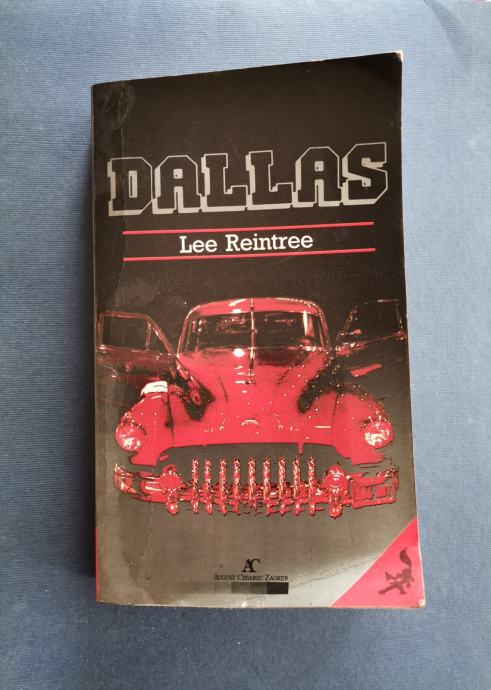 DALLAS
Lee Reintree
AC
AUGUST CESAREC ZAGREB